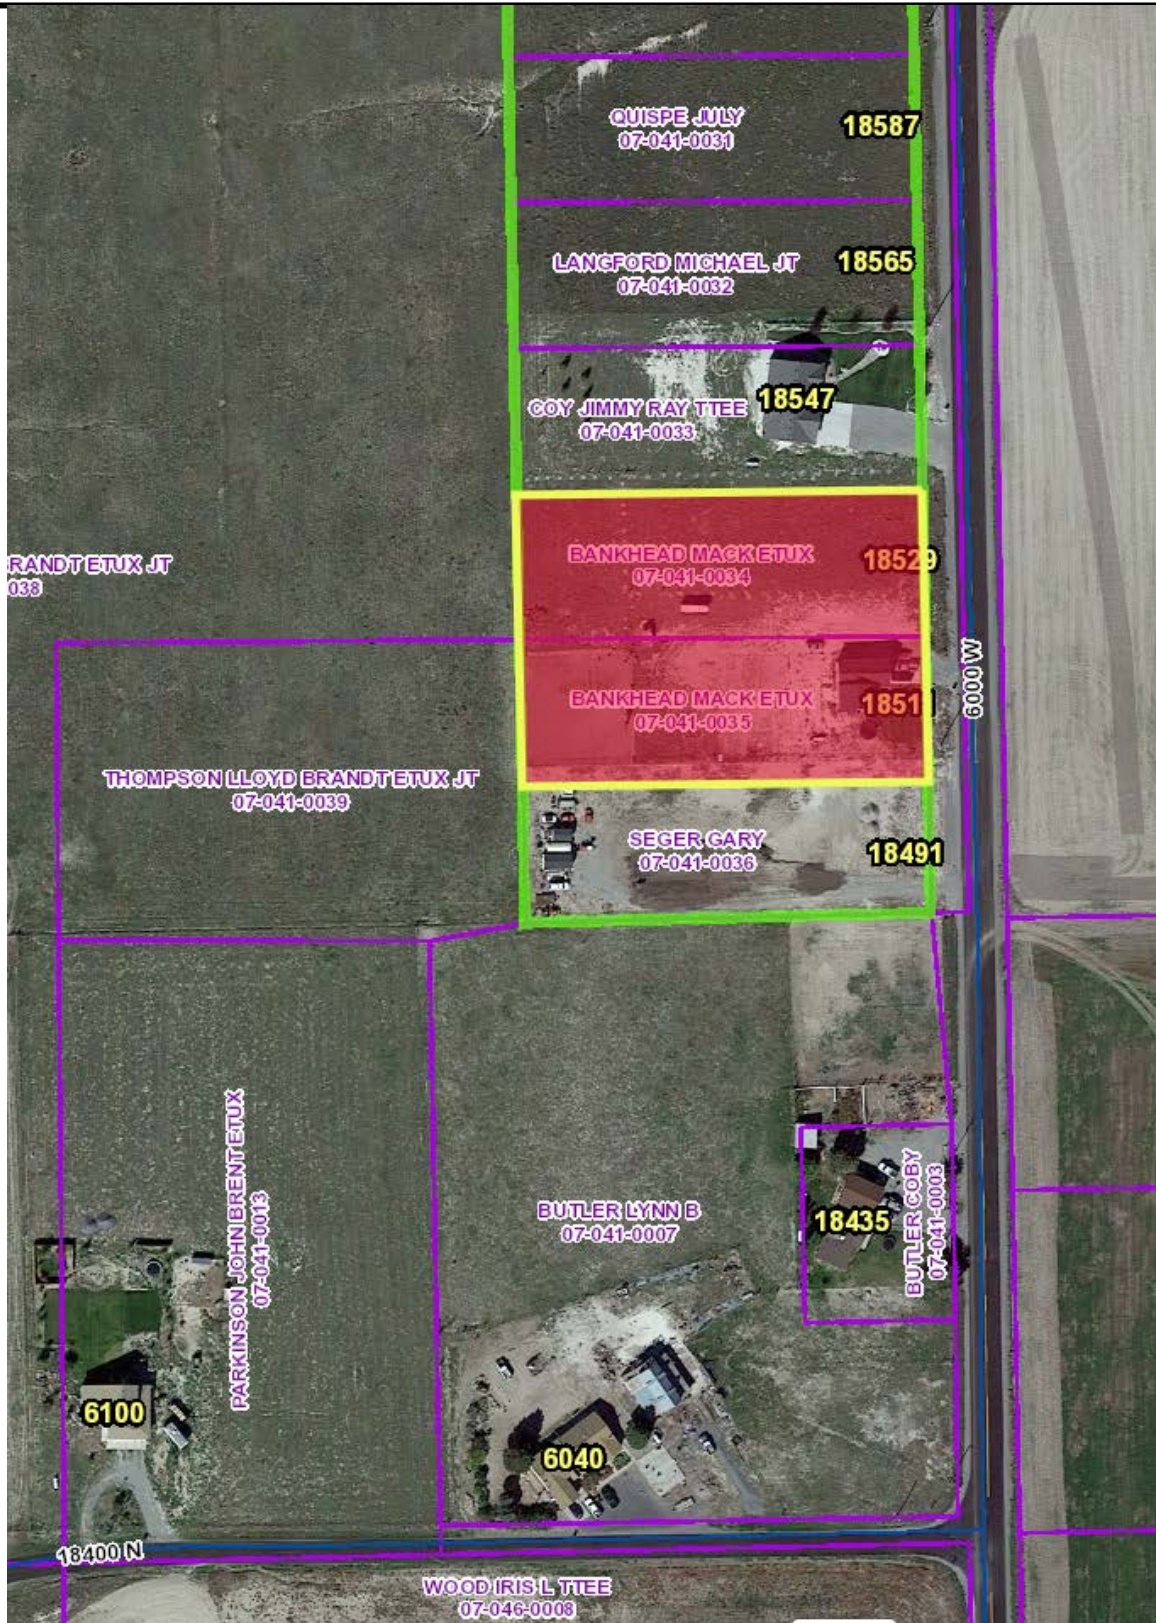 QUISPE JULY
07-041-0031
18587
LANGFORD MICHAEL JT
07-041-0032
18565
COY JIMMY RAY TTEE
07-041-0033
18547
BANKHEAD MACK ETUX
07-041-0034
18529
RANDT ETUX JT
038
BANKHEAD MACK ETUX
07-041-0035
18511
6000 W
THOMPSON LLOYD BRANDT ETUX JT
07-041-0039
SEGER GARY
07-041-0036
18491
PARKINSON JOHN BRENT ETUX
07-041-0013
BUTLER LYNN B
07-041-0007
18435
BUTLER COBY
07-041-0003
6100
6040
18400 N
WOOD IRIS L TTEE
07-046-0008